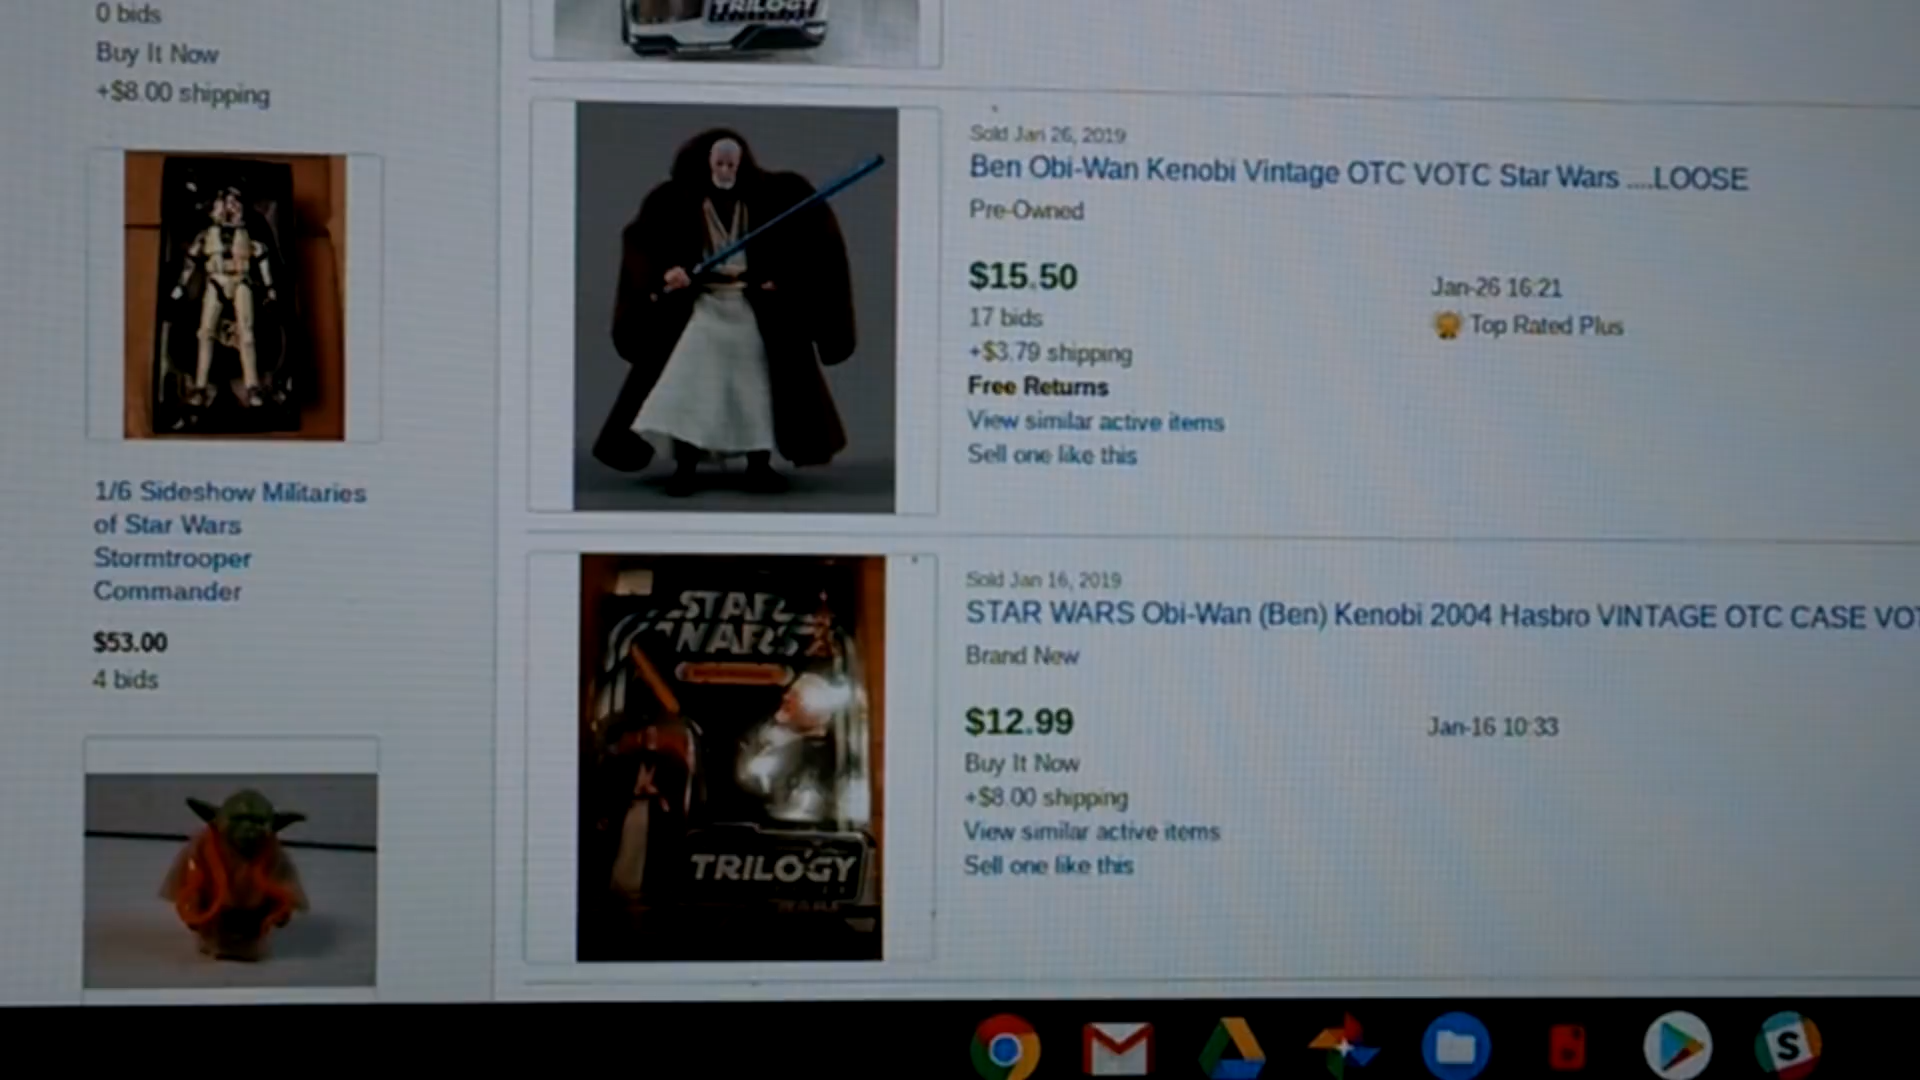 0 bids
Buy It Now
+$8.00 shipping
1/6 Sideshow Militaries
of Star Wars
Stormtrooper
Commander
$53.00
4 bids
TRILOGY
Sold Jan 26, 2019
Ben Obi-Wan Kenobi Vintage OTC VOTC Star Wars ....LOOSE
Pre-Owned
$15.50
17 bids
+$3.79 shipping
Free Returns
View similar active items
Sell one like this
Jan-26 16:21
Top Rated Plus
STAR
WARS
TRILOGY
Sold Jan 16, 2019
STAR WARS Obi-Wan (Ben) Kenobi 2004 Hasbro VINTAGE OTC CASE VOT
Brand New
$12.99
Buy It Now
+$8.00 shipping
View similar active items
Sell one like this
Jan-16 10:33
S